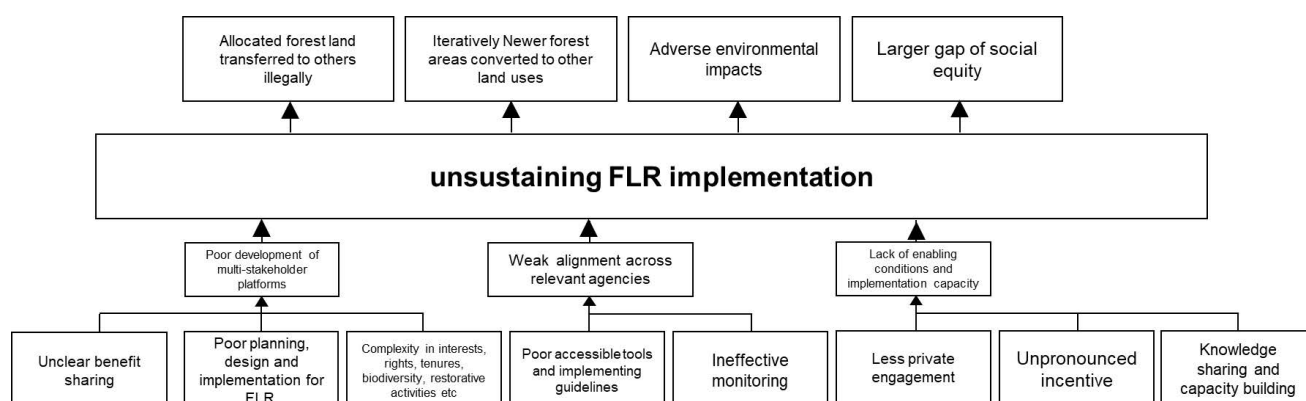 Allocated forest land
transferred to others
illegally
Iteratively Newer forest
areas converted to other
land uses
Adverse environmental
impacts
Larger gap of social
equity
unsustaining FLR implementation
Poor development of
multi-stakeholder
platforms
Weak alignment across
relevant agencies
Lack of enabling
conditions and
implementation capacity
Unclear benefit
sharing
Poor planning,
design and
implementation for
FLR
Complexity in interests,
rights, tenures,
biodiversity, restorative
activities etc
Poor accessible tools
and implementing
guidelines
Ineffective
monitoring
Less private
engagement
Unpronounced
incentive
Knowledge
sharing and
capacity building